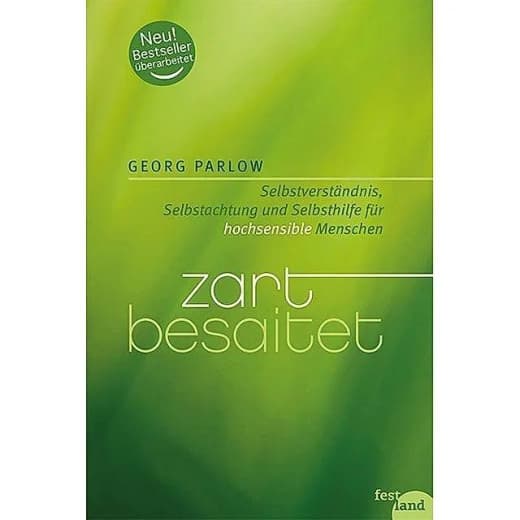 Neu!
Bestseller
überarbeitet
GEORG PARLOW
Selbstverständnis,
Selbstachtung und Selbsthilfe für
hochsensible Menschen
zart
besaitet
fest
land